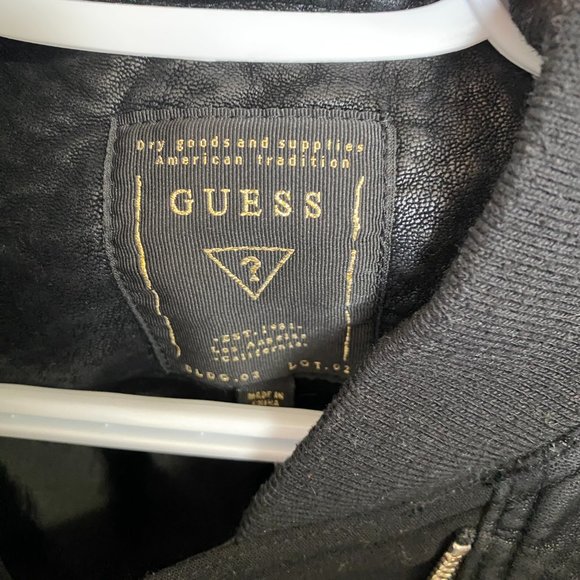 Dry goods and supplies
American tradition
GUESS
?
EST. 1981
Los Angeles
California
BLDG.02 LOT.02
MADE IN
CHINA